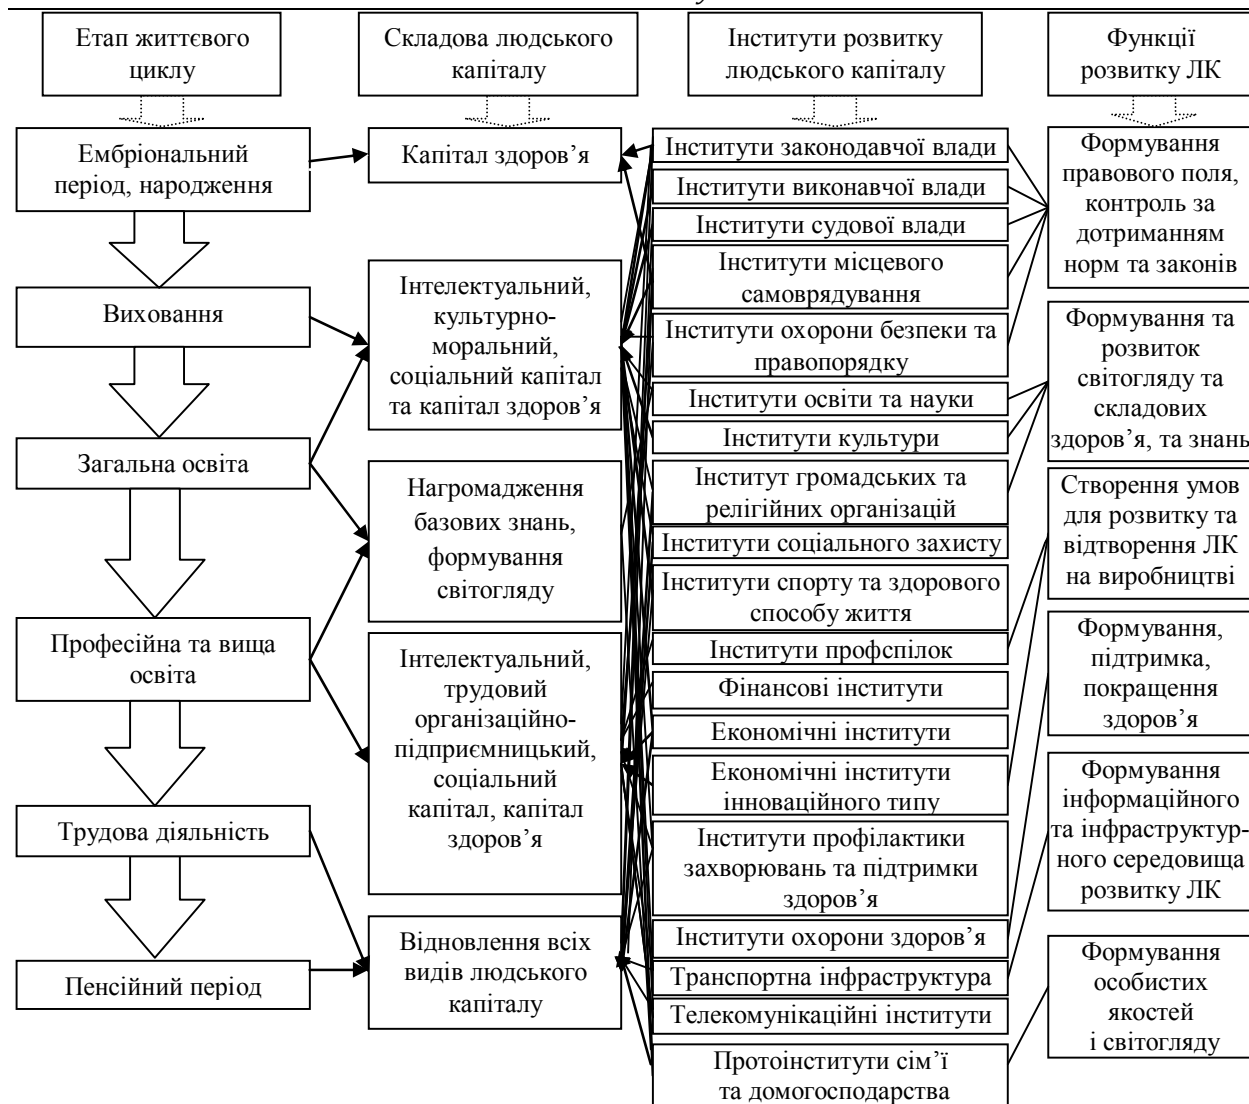 Етап життєвого
циклу
Складова людського
капіталу
Інститути розвитку
людського капіталу
Функції
розвитку ЛК
Ембріональний
період, народження
Виховання
Загальна освіта
Професійна та вища
освіта
Трудова діяльність
Пенсійний період
Капітал здоров’я
Інтелектуальний,
культурно-
моральний,
соціальний капітал
та капітал здоров’я
Нагромадження
базових знань,
формування
світогляду
Інтелектуальний,
трудовий
організаційно-
підприємницький,
соціальний
капітал, капітал
здоров’я
Відновлення всіх
видів людського
капіталу
Інститути законодавчої влади
Інститути виконавчої влади
Інститути судової влади
Інститути місцевого
самоврядування
Інститути охорони безпеки та
правопорядку
Інститути освіти та науки
Інститути культури
Інститут громадських та
релігійних організацій
Інститути соціального захисту
Інститути спорту та здорового
способу життя
Інститути профспілок
Фінансові інститути
Економічні інститути
Економічні інститути
інноваційного типу
Інститути профілактики
захворювань та підтримки
здоров’я
Інститути охорони здоров’я
Транспортна інфраструктура
Телекомунікаційні інститути
Протоінститути сім’ї
та домогосподарства
Формування
правового поля,
контроль за
дотриманням
норм та законів
Формування та
розвиток
світогляду та
складових
здоров’я, та знань
Створення умов
для розвитку та
відтворення ЛК
на виробництві
Формування,
підтримка,
покращення
здоров’я
Формування
інформаційного
та інфраструктур-
ного середовища
розвитку ЛК
Формування
особистих
якостей
і світогляду